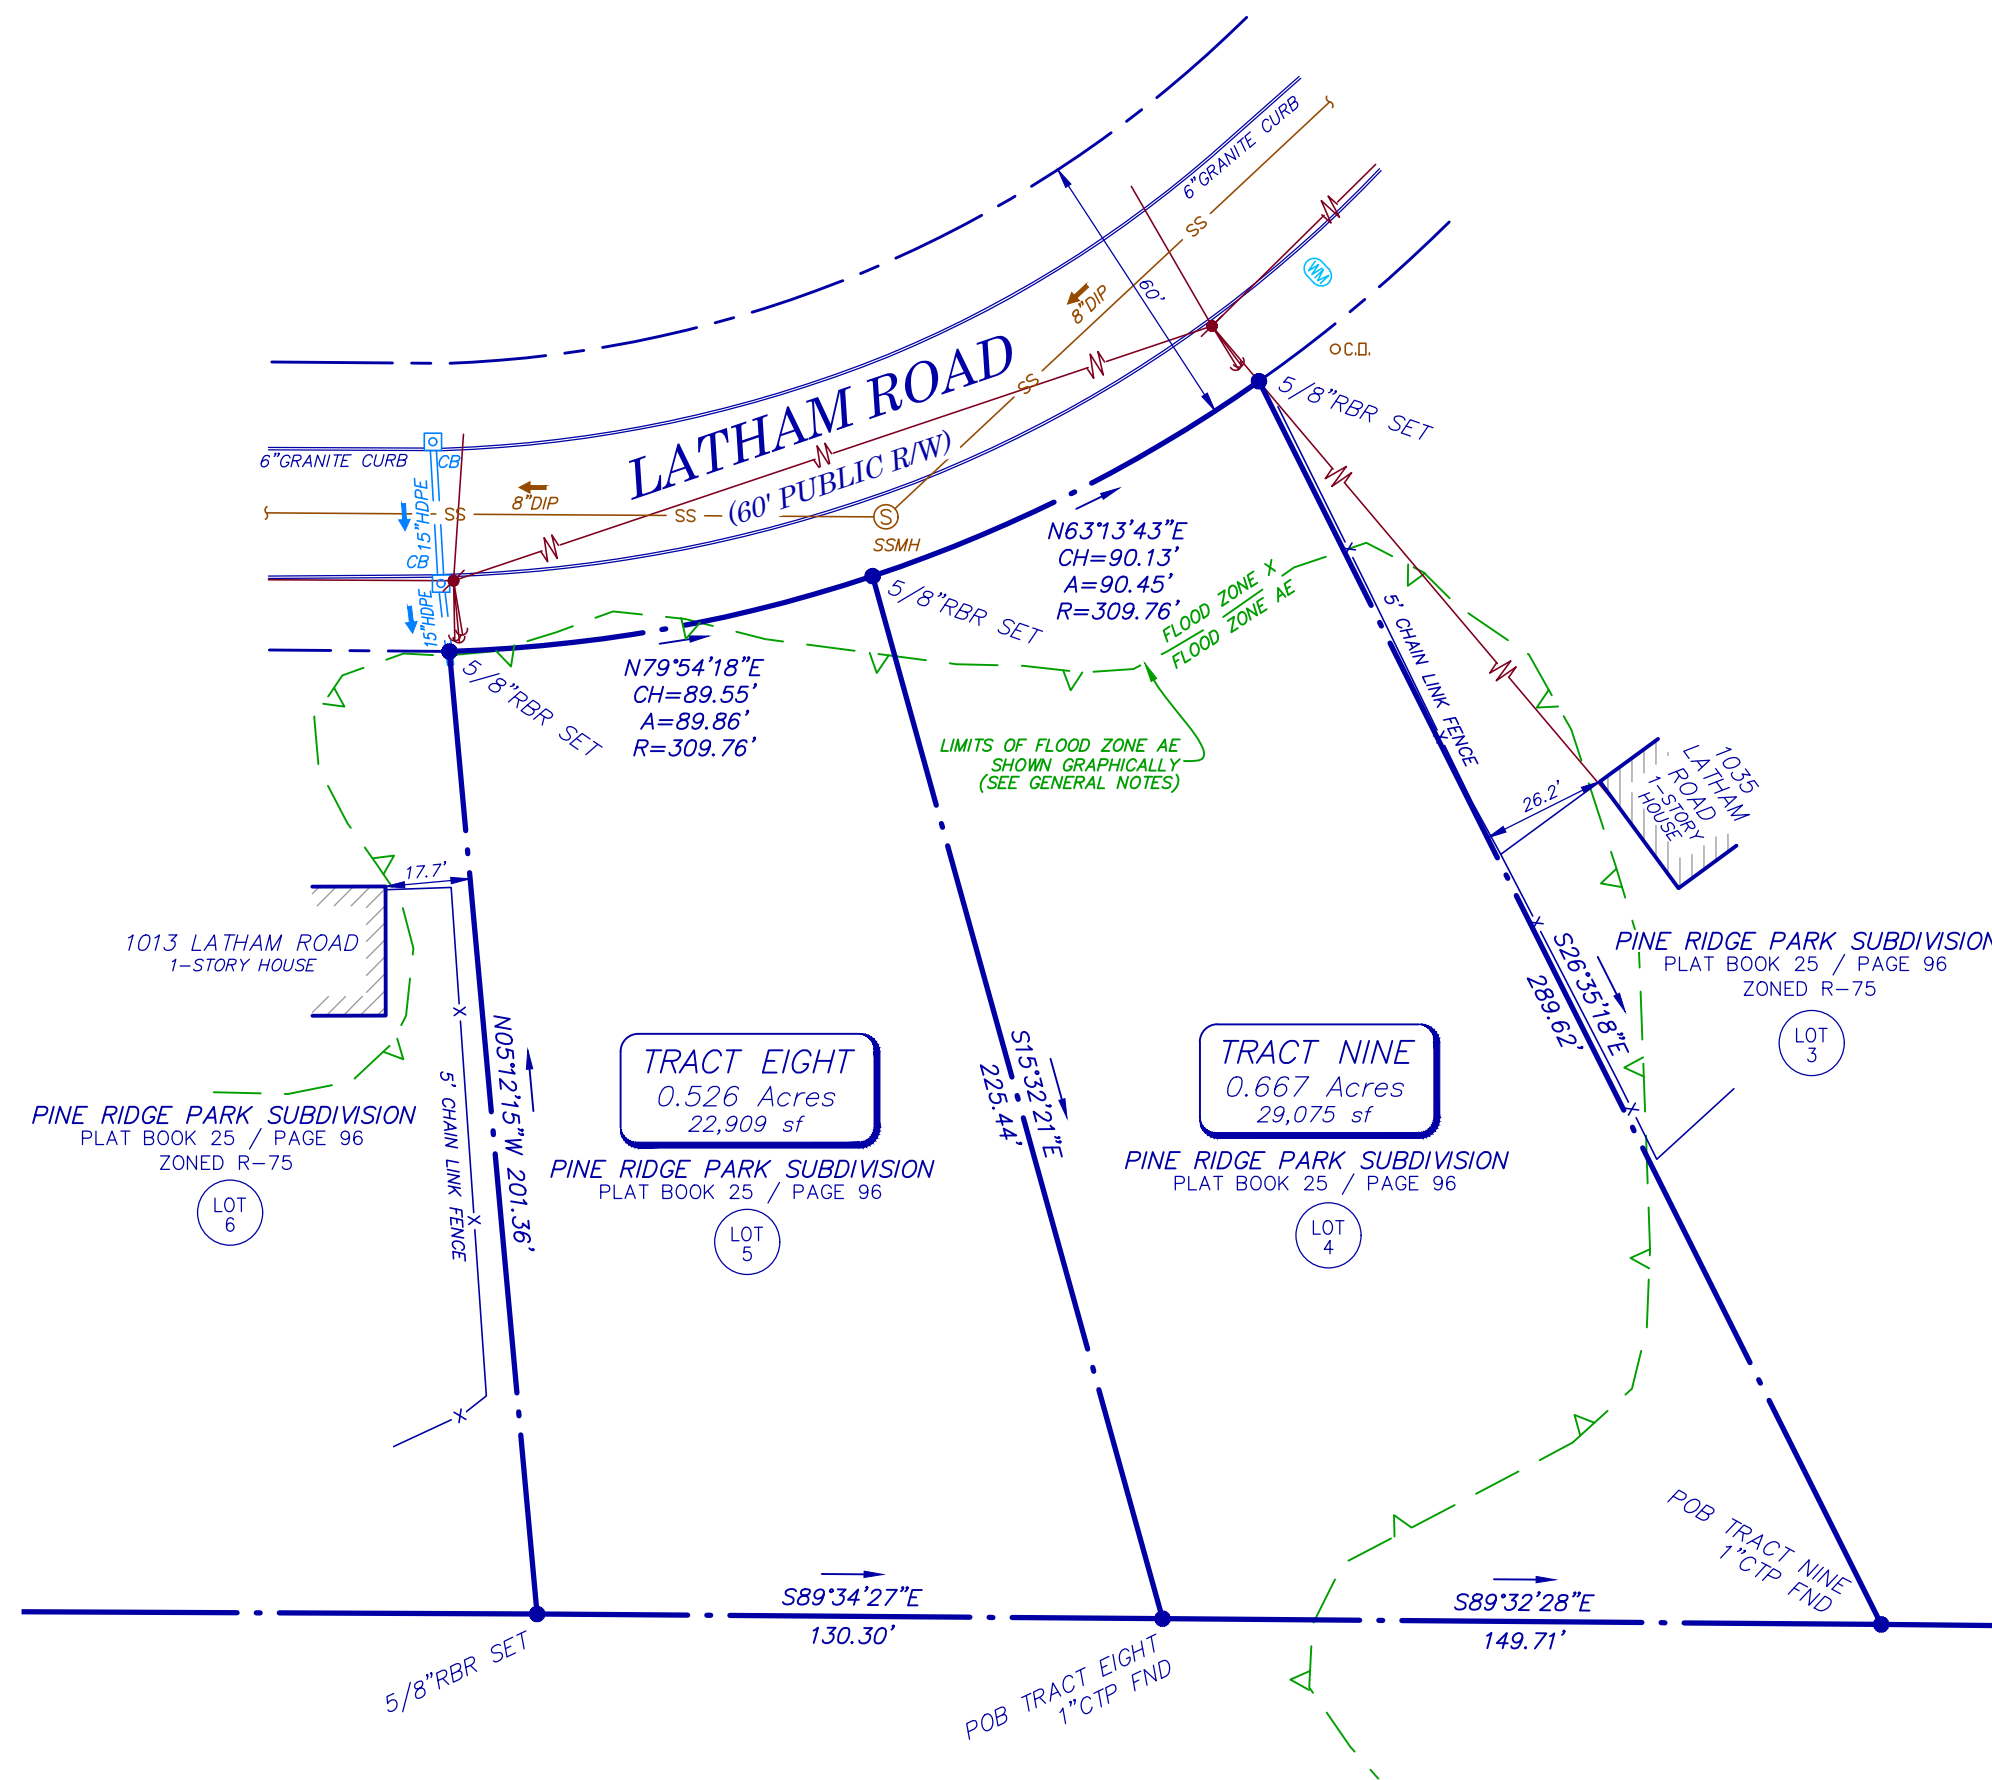 6"GRANITE CURB
SS
60'
8"DIP
WM
C.O.
LATHAM ROAD
(60' PUBLIC R/W)
SS
5/8"RBR SET
6"GRANITE CURB
CB
15"HDPE
SS
8"DIP
SS
S
SSMH
CB
15"HDPE
N63°13'43"E
CH=90.13'
A=90.45'
R=309.76'
5/8"RBR SET
FLOOD ZONE X
FLOOD ZONE AE
5' CHAIN LINK FENCE
X
X
N79°54'18"E
CH=89.55'
A=89.86'
R=309.76'
5/8"RBR SET
LIMITS OF FLOOD ZONE AE
SHOWN GRAPHICALLY
(SEE GENERAL NOTES)
26.2'
1035
LATHAM
ROAD
1-STORY
HOUSE
17.7'
1013 LATHAM ROAD
1-STORY HOUSE
X
PINE RIDGE PARK SUBDIVISION
PLAT BOOK 25 / PAGE 96
ZONED R-75
LOT
3
S26°35'18"E
289.62'
X
X
N05°12'15"W 201.36'
5' CHAIN LINK FENCE
X
X
TRACT EIGHT
0.526 Acres
22,909 sf
S15°32'21"E
225.44'
TRACT NINE
0.667 Acres
29,075 sf
PINE RIDGE PARK SUBDIVISION
PLAT BOOK 25 / PAGE 96
ZONED R-75
LOT
6
PINE RIDGE PARK SUBDIVISION
PLAT BOOK 25 / PAGE 96
LOT
5
PINE RIDGE PARK SUBDIVISION
PLAT BOOK 25 / PAGE 96
LOT
4
POB TRACT NINE
1"CTP FND
S89°34'27"E
130.30'
S89°32'28"E
149.71'
5/8"RBR SET
POB TRACT EIGHT
1"CTP FND